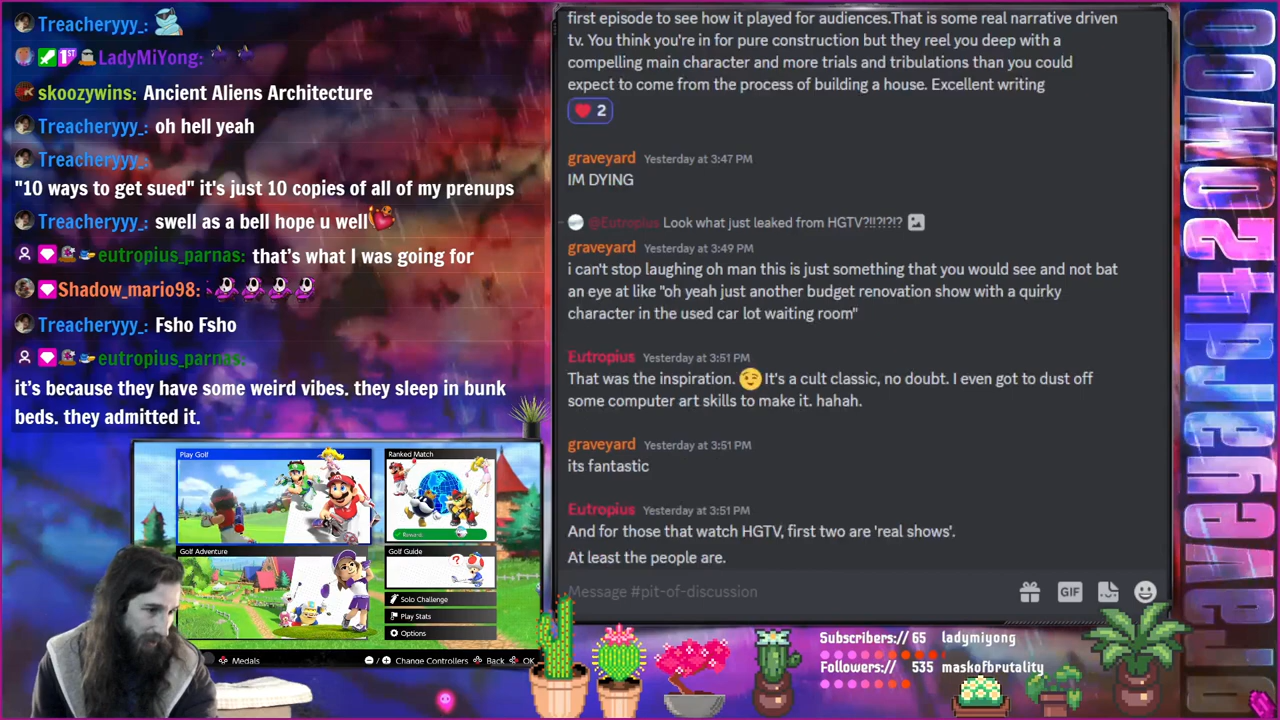 Treacheryyy_:
LadyMiYong:
skoozywins: Ancient Aliens Architecture
Treacheryyy_: oh hell yeah
Treacheryyy_:
"10 ways to get sued" it's just 10 copies of all of my prenups
Treacheryyy_: swell as a bell hope u well
eutropius_parnas: that's what I was going for
Shadow_mario98:
Treacheryyy_: Fsho Fsho
eutropius_parnas:
it's because they have some weird vibes. they sleep in bunk
beds. they admitted it.
Play Golf
Ranked Match
Golf Adventure
Golf Guide
Solo Challenge
Play Stats
Options
Medals
Change Controllers
Back
OK
first episode to see how it played for audiences.That is some real narrative driven
tv. You think you're in for pure construction but they reel you deep with a
compelling main character and more trials and tribulations than you could
expect to come from the process of building a house. Excellent writing
2
graveyard Yesterday at 3:47 PM
IM DYING
@Eutropius Look what just leaked from HGTV?!!?!?!?
graveyard Yesterday at 3:49 PM
i can't stop laughing oh man this is just something that you would see and not bat
an eye at like "oh yeah just another budget renovation show with a quirky
character in the used car lot waiting room"
Eutropius Yesterday at 3:51 PM
That was the inspiration. It's a cult classic, no doubt. I even got to dust off
some computer art skills to make it. hahah.
graveyard Yesterday at 3:51 PM
its fantastic
Eutropius Yesterday at 3:51 PM
And for those that watch HGTV, first two are 'real shows'.
At least the people are.
Message #pit-of-discussion
GIF
Subscribers:// 65 ladymiyong
Followers:// 535 maskofbrutality